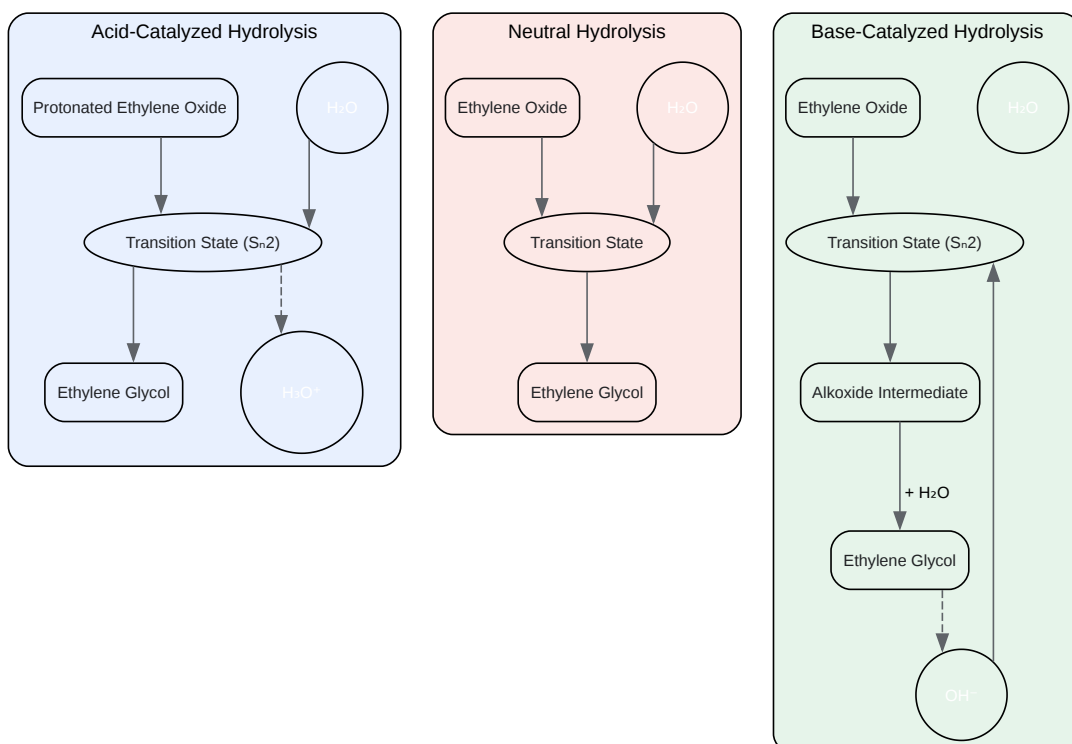 Acid-Catalyzed Hydrolysis
Protonated Ethylene Oxide
H₂O
Transition State (Sₙ2)
Ethylene Glycol
H₃O⁺
Neutral Hydrolysis
Ethylene Oxide
H₂O
Transition State
Ethylene Glycol
Base-Catalyzed Hydrolysis
Ethylene Oxide
H₂O
Transition State (Sₙ2)
Alkoxide Intermediate
+ H₂O
Ethylene Glycol
OH⁻